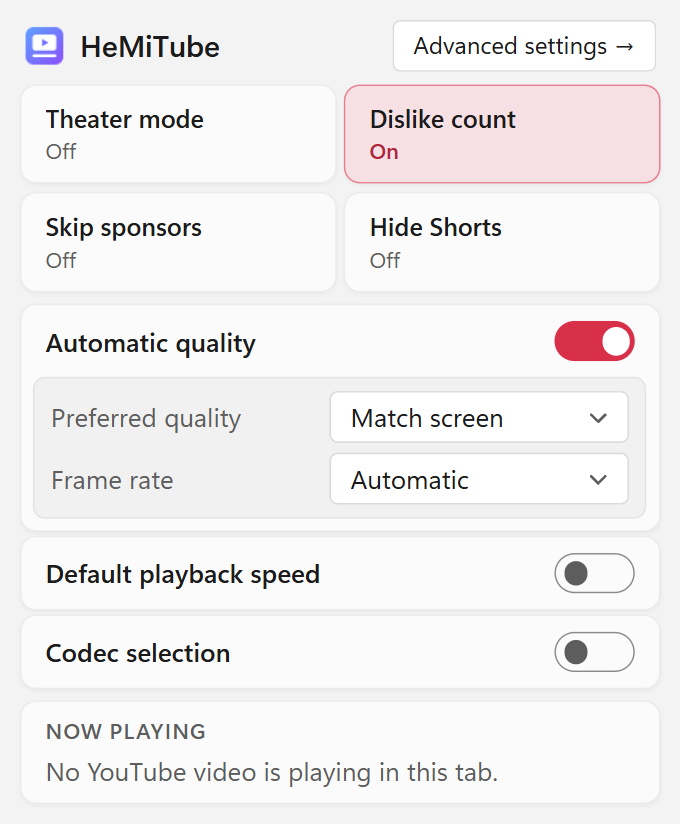 HeMiTube
Advanced settings →
Theater mode
Off
Dislike count
On
Skip sponsors
Off
Hide Shorts
Off
Automatic quality
Preferred quality
Match screen
Frame rate
Automatic
Default playback speed
Codec selection
NOW PLAYING
No YouTube video is playing in this tab.